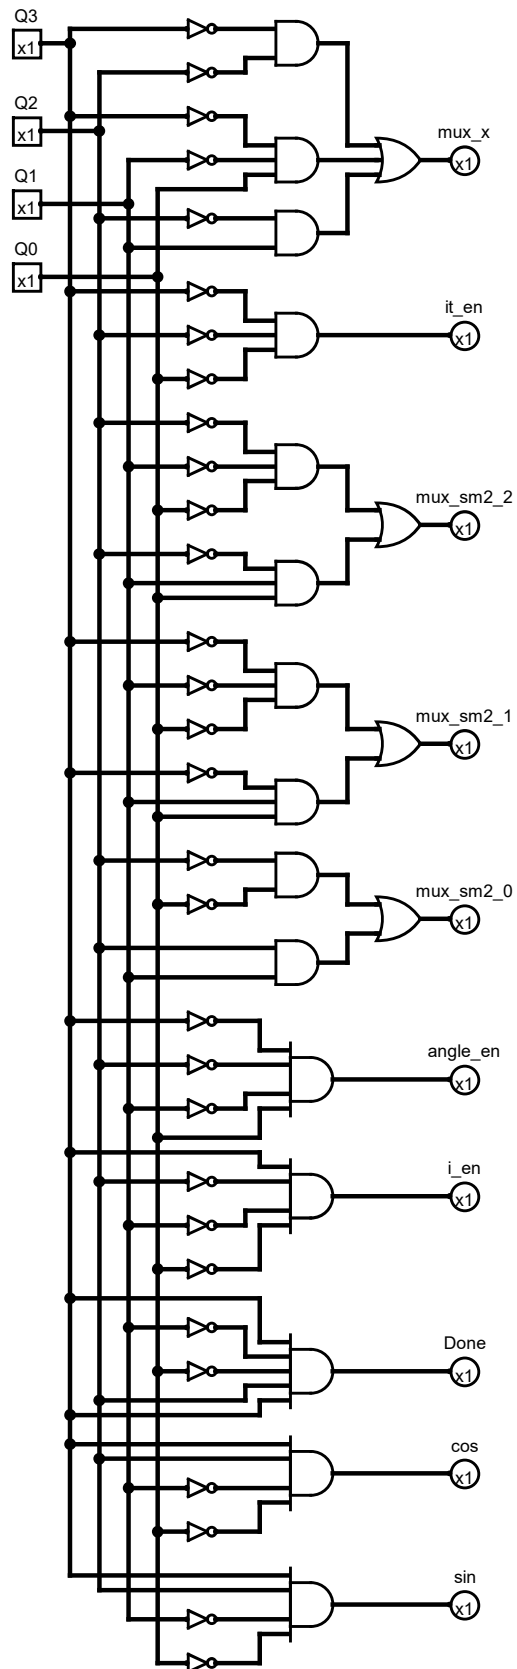 Q3
x1
Q2
x1
Q1
x1
Q0
x1
mux_x
x1
it_en
x1
mux_sm2_2
x1
mux_sm2_1
x1
mux_sm2_0
x1
angle_en
x1
i_en
x1
Done
x1
cos
x1
sin
x1